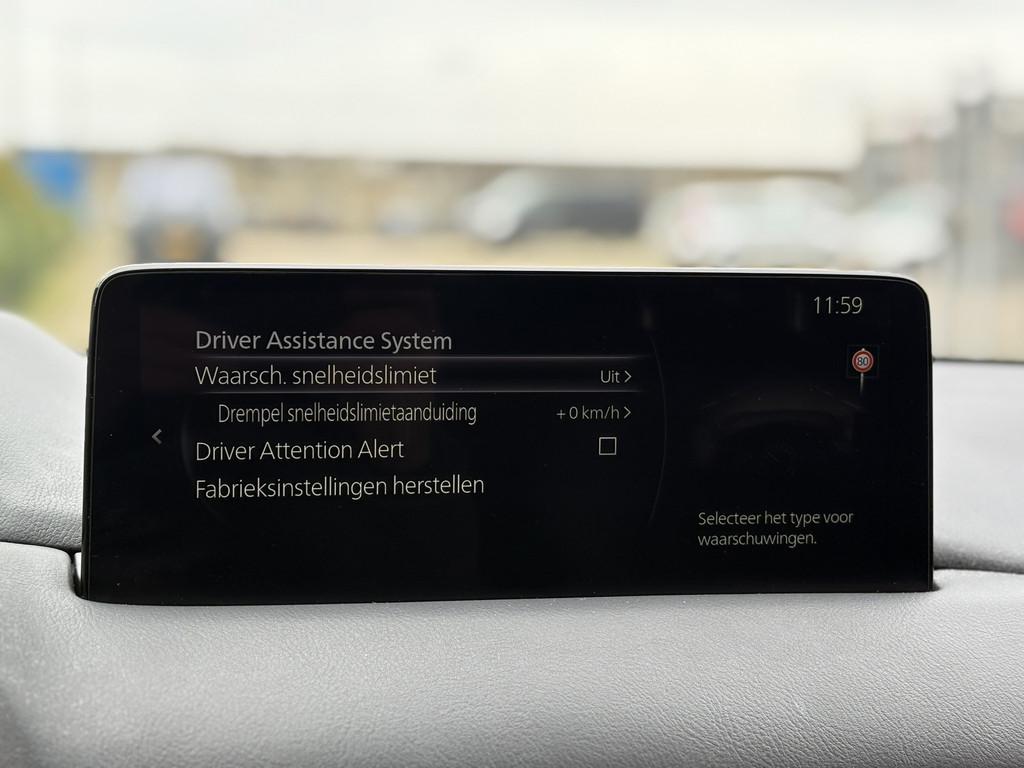 11:59
Driver Assistance System
80
Waarsch. snelheidslimiet Uit >
Drempel snelheidslimietaanduiding + 0 km/h >
<
Driver Attention Alert
Fabrieksinstellingen herstellen
Selecteer het type voor
waarschuwingen.